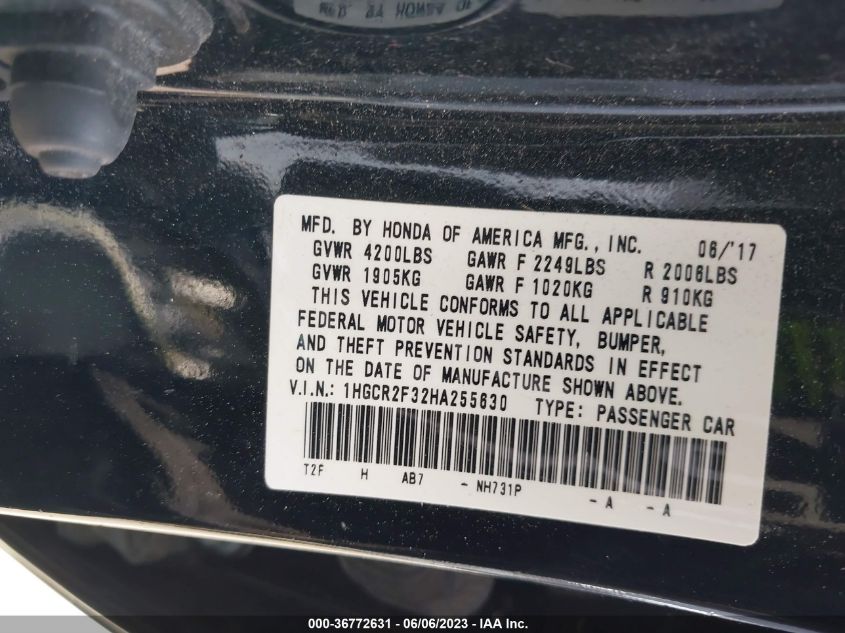 MFD. BY HONDA OF AMERICA MFG., INC. 06/'17
GVWR 4200LBS GAWR F 2249LBS R 2006LBS
GVWR 1905KG GAWR F 1020KG R 910KG
THIS VEHICLE CONFORMS TO ALL APPLICABLE
FEDERAL MOTOR VEHICLE SAFETY, BUMPER,
AND THEFT PREVENTION STANDARDS IN EFFECT
ON THE DATE OF MANUFACTURE SHOWN ABOVE.
V.I.N.: 1HGCR2F32HA255630 TYPE: PASSENGER CAR
T2F H AB7 - NH731P - A - A
000-36772631 - 06/06/2023 - IAA Inc.